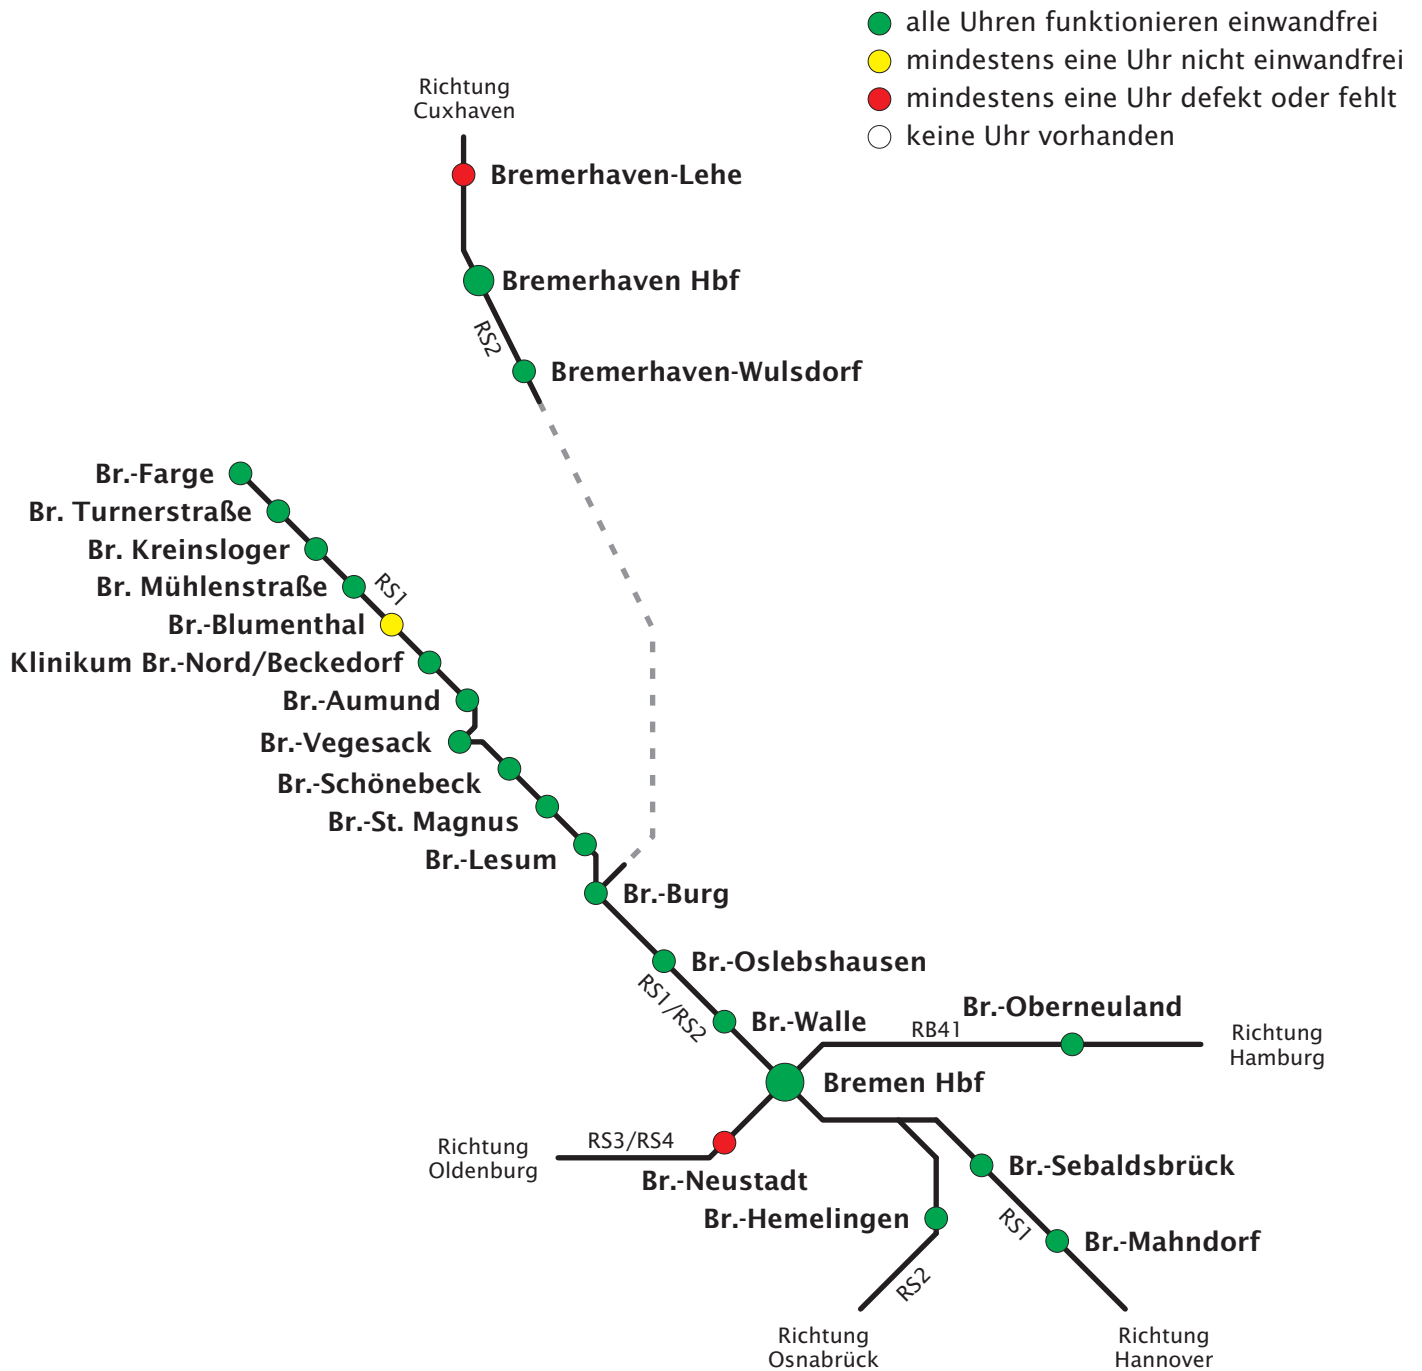 alle Uhren funktionieren einwandfrei
mindestens eine Uhr nicht einwandfrei
mindestens eine Uhr defekt oder fehlt
keine Uhr vorhanden
Richtung
Cuxhaven
Bremerhaven-Lehe
Bremerhaven Hbf
RS2
Bremerhaven-Wulsdorf
Br.-Farge
Br. Turnerstraße
Br. Kreinsloger
Br. Mühlenstraße
RS1
Br.-Blumenthal
Klinikum Br.-Nord/Beckedorf
Br.-Aumund
Br.-Vegesack
Br.-Schönebeck
Br.-St. Magnus
Br.-Lesum
Br.-Burg
Br.-Oslebshausen
RS1/RS2
Br.-Walle
Br.-Oberneuland
RB41
Richtung
Hamburg
Bremen Hbf
RS3/RS4
Richtung
Oldenburg
Br.-Neustadt
Br.-Sebaldsbrück
Br.-Hemelingen
RS1
Br.-Mahndorf
RS2
Richtung
Osnabrück
Richtung
Hannover